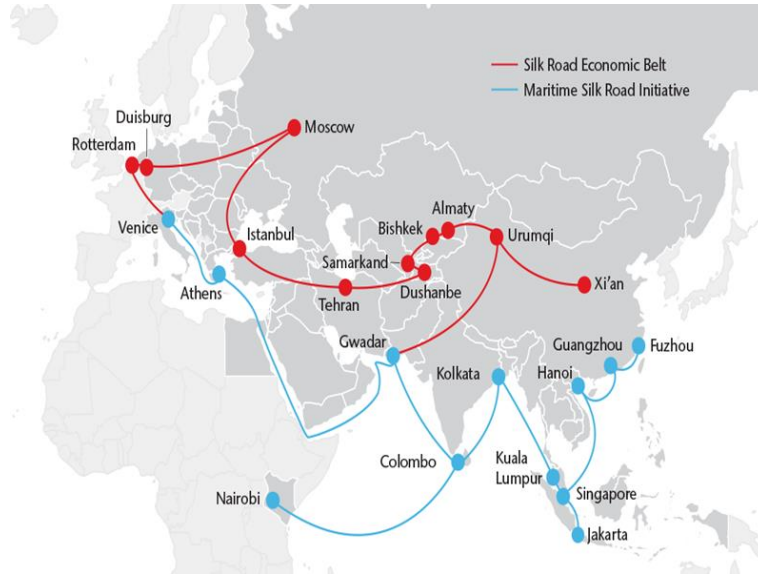 Silk Road Economic Belt
Maritime Silk Road Initiative
Duisburg
Moscow
Rotterdam
Almaty
Venice
Istanbul
Bishkek
Urumqi
Samarkand
Athens
Tehran
Dushanbe
Xi'an
Gwadar
Guangzhou
Fuzhou
Kolkata
Hanoi
Colombo
Kuala
Lumpur
Nairobi
Singapore
Jakarta